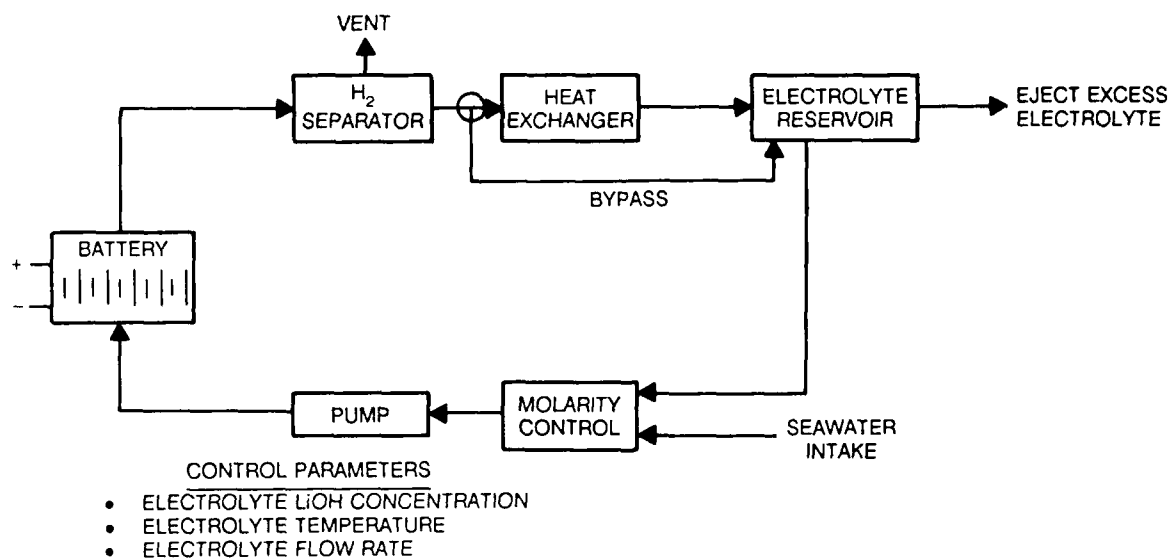 VENT
H2
SEPARATOR
HEAT
EXCHANGER
ELECTROLYTE
RESERVOIR
EJECT EXCESS
ELECTROLYTE
BYPASS
BATTERY
+
−
PUMP
MOLARITY
CONTROL
SEAWATER
INTAKE
CONTROL PARAMETERS
• ELECTROLYTE LiOH CONCENTRATION
• ELECTROLYTE TEMPERATURE
• ELECTROLYTE FLOW RATE